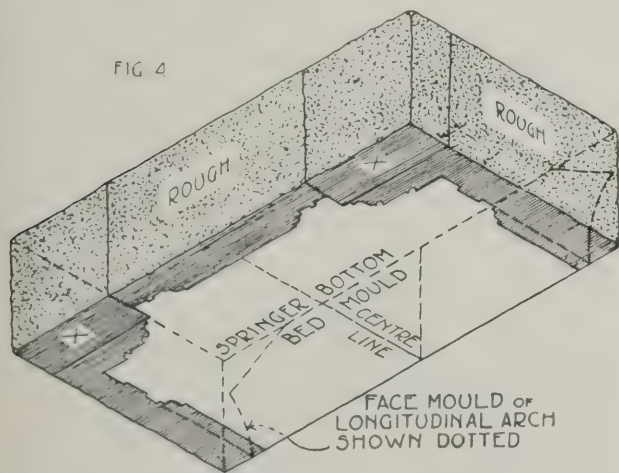 FIG 4
ROUGH
ROUGH
SPRINGER BOTTOM
BED MOULD
CENTRE
LINE
FACE MOULD OF
LONGITUDINAL ARCH
SHOWN DOTTED